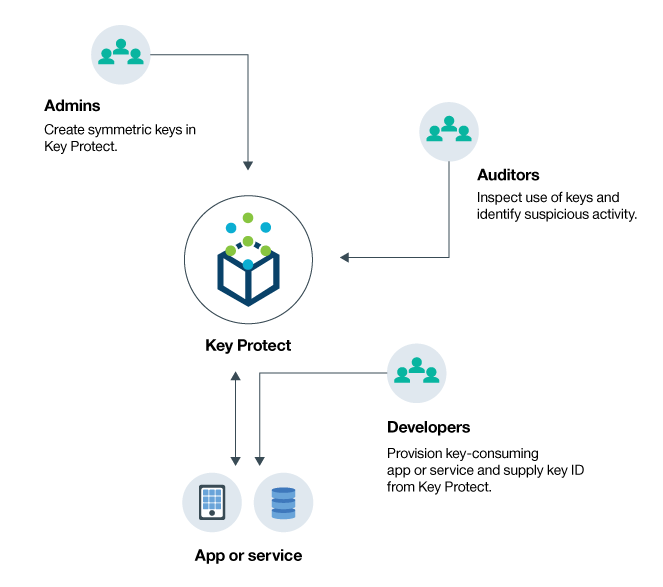 Admins
Create symmetric keys in
Key Protect.
Auditors
Inspect use of keys and
identify suspicious activity.
Key Protect
Developers
Provision key-consuming
app or service and supply key ID
from Key Protect.
App or service